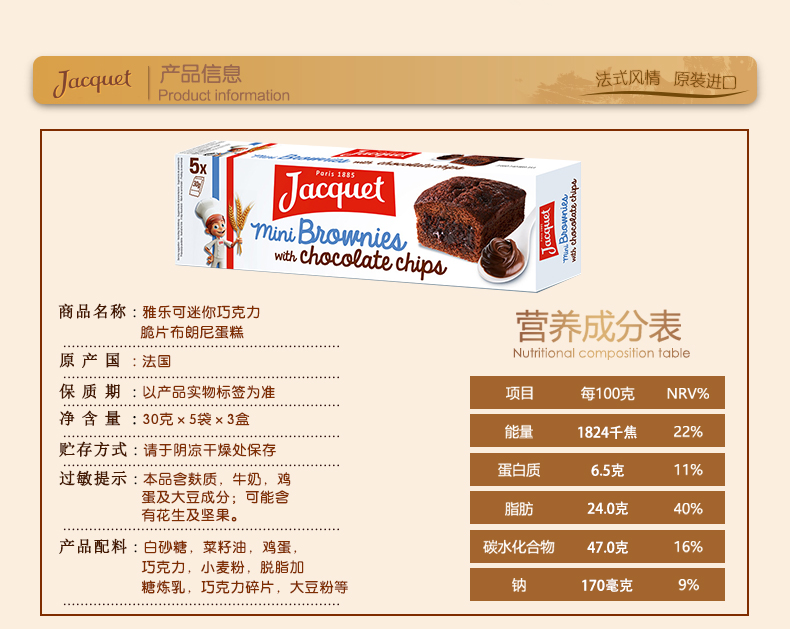 Jacquet
产品信息
Product information
法式风情 原装进口
5x
Paris 1885
Jacquet
Mini Brownies
with chocolate chips
Jacquet
Mini Brownies
with chocolate chips
商品名称：雅乐可迷你巧克力
脆片布朗尼蛋糕
原产国：法国
保质期：以产品实物标签为准
净含量：30克×5袋×3盒
贮存方式：请于阴凉干燥处保存
过敏提示：本品含麸质，牛奶，鸡
蛋及大豆成分；可能含
有花生及坚果。
产品配料：白砂糖，菜籽油，鸡蛋，
巧克力，小麦粉，脱脂加
糖炼乳，巧克力碎片，大豆粉等
营养成分表
Nutritional composition table
项目 每100克 NRV%
能量 1824千焦 22%
蛋白质 6.5克 11%
脂肪 24.0克 40%
碳水化合物 47.0克 16%
钠 170毫克 9%